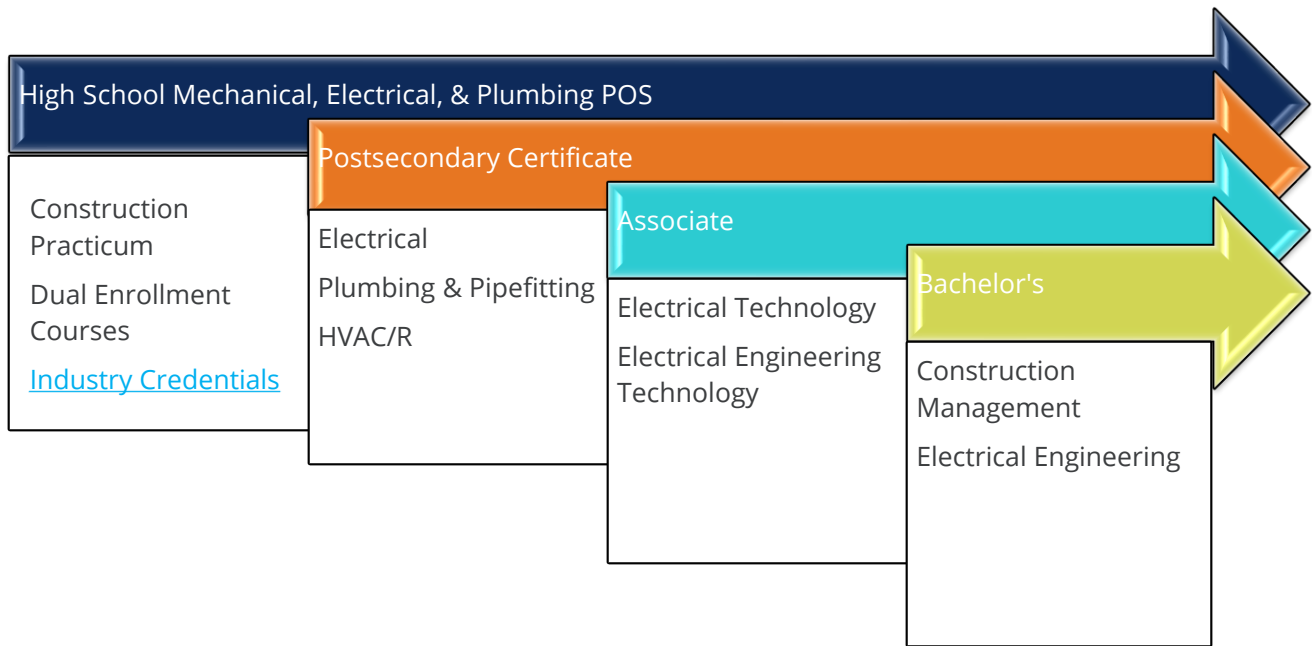 High School Mechanical, Electrical, & Plumbing POS
Construction
Practicum
Dual Enrollment
Courses
Industry Credentials
Postsecondary Certificate
Electrical
Plumbing & Pipefitting
HVAC/R
Associate
Electrical Technology
Electrical Engineering
Technology
Bachelor's
Construction
Management
Electrical Engineering